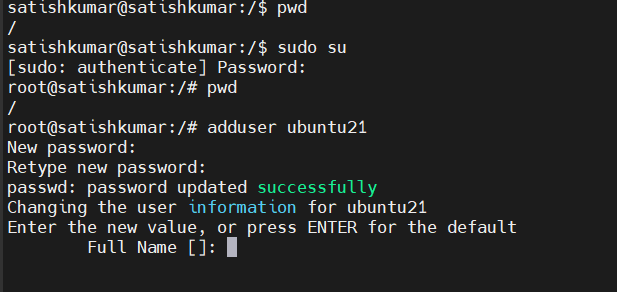 satishkumar@satishkumar:/$ pwd
/
satishkumar@satishkumar:/$ sudo su
[sudo: authenticate] Password:
root@satishkumar:/# pwd
/
root@satishkumar:/# adduser ubuntu21
New password:
Retype new password:
passwd: password updated successfully
Changing the user information for ubuntu21
Enter the new value, or press ENTER for the default
        Full Name []: